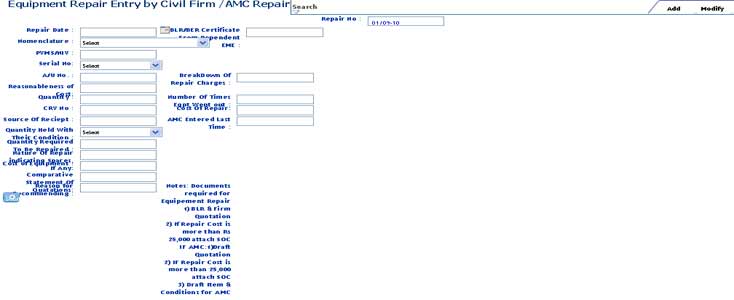 Equipment Repair Entry by Civil Firm /AMC Repair
Search
Add
Modify
Repair No :
01/09-10
Repair Date :
BLR/BER Certificate
From Dependent
EME :
Nomenclature :
Select
PVMS/NIV :
Serial No:
Select
A/U No. :
BreakDown Of
Repair Charges :
Reasonableness of
Cost
Quantity :
Number Of Times
Eqpt Went out :
CRV No :
Cost Of Repair:
Source Of Reciept :
AMC Entered Last
Time :
Quantity Held With
Their Condition :
Select
Quantity Required
To Be Repaired :
Nature Of Repair
indicating Spares
Cost of Equipment
If Any:
Comparative
Statement Of
Quotations
Reason for
Recommending :
Notes: Documents
required for
Equipement Repair
1) BLR & Firm
Quotation
2) If Repair Cost is
more than Rs
25,000 attach SOC
If AMC:1)Draft
Quotation
2) If Repair Cost is
more than 25,000
attach SOC
3) Draft Item &
Conditions for AMC